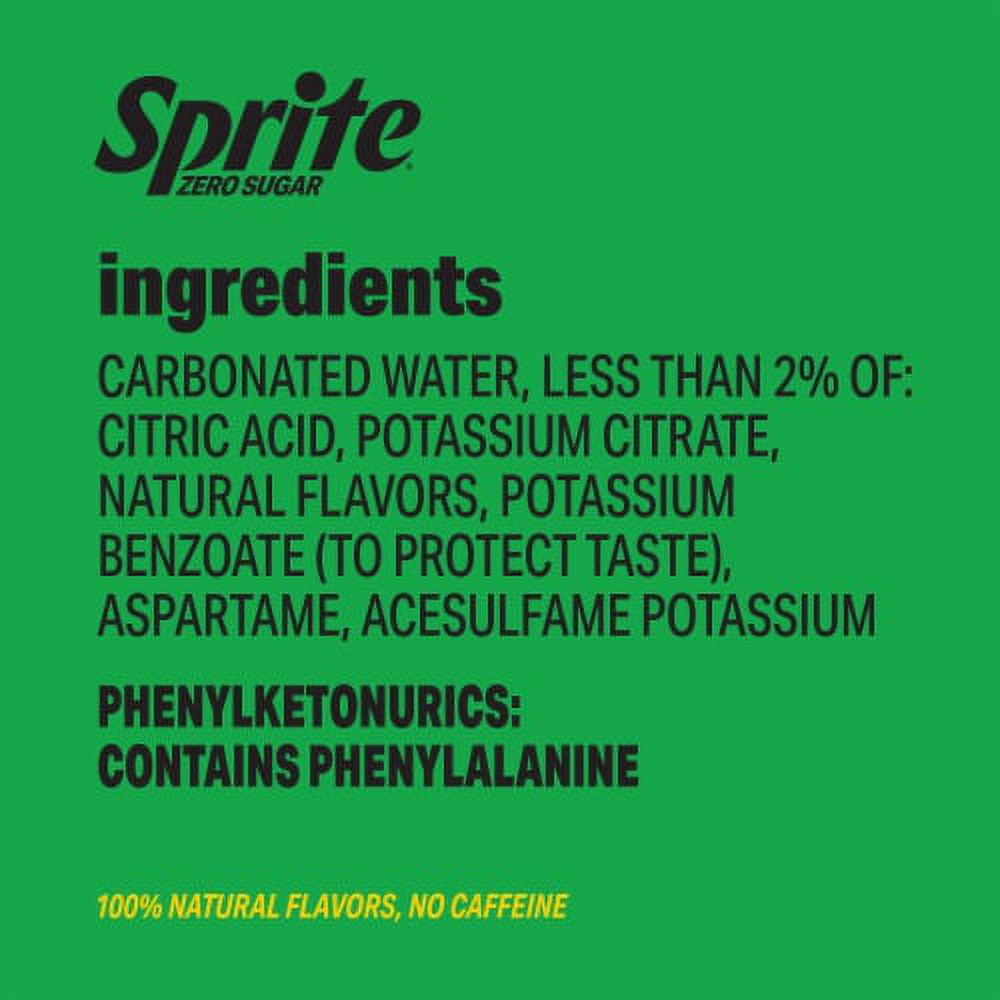 Sprite
ZERO SUGAR
ingredients
CARBONATED WATER, LESS THAN 2% OF:
CITRIC ACID, POTASSIUM CITRATE,
NATURAL FLAVORS, POTASSIUM
BENZOATE (TO PROTECT TASTE),
ASPARTAME, ACESULFAME POTASSIUM
PHENYLKETONURICS:
CONTAINS PHENYLALANINE
100% NATURAL FLAVORS, NO CAFFEINE